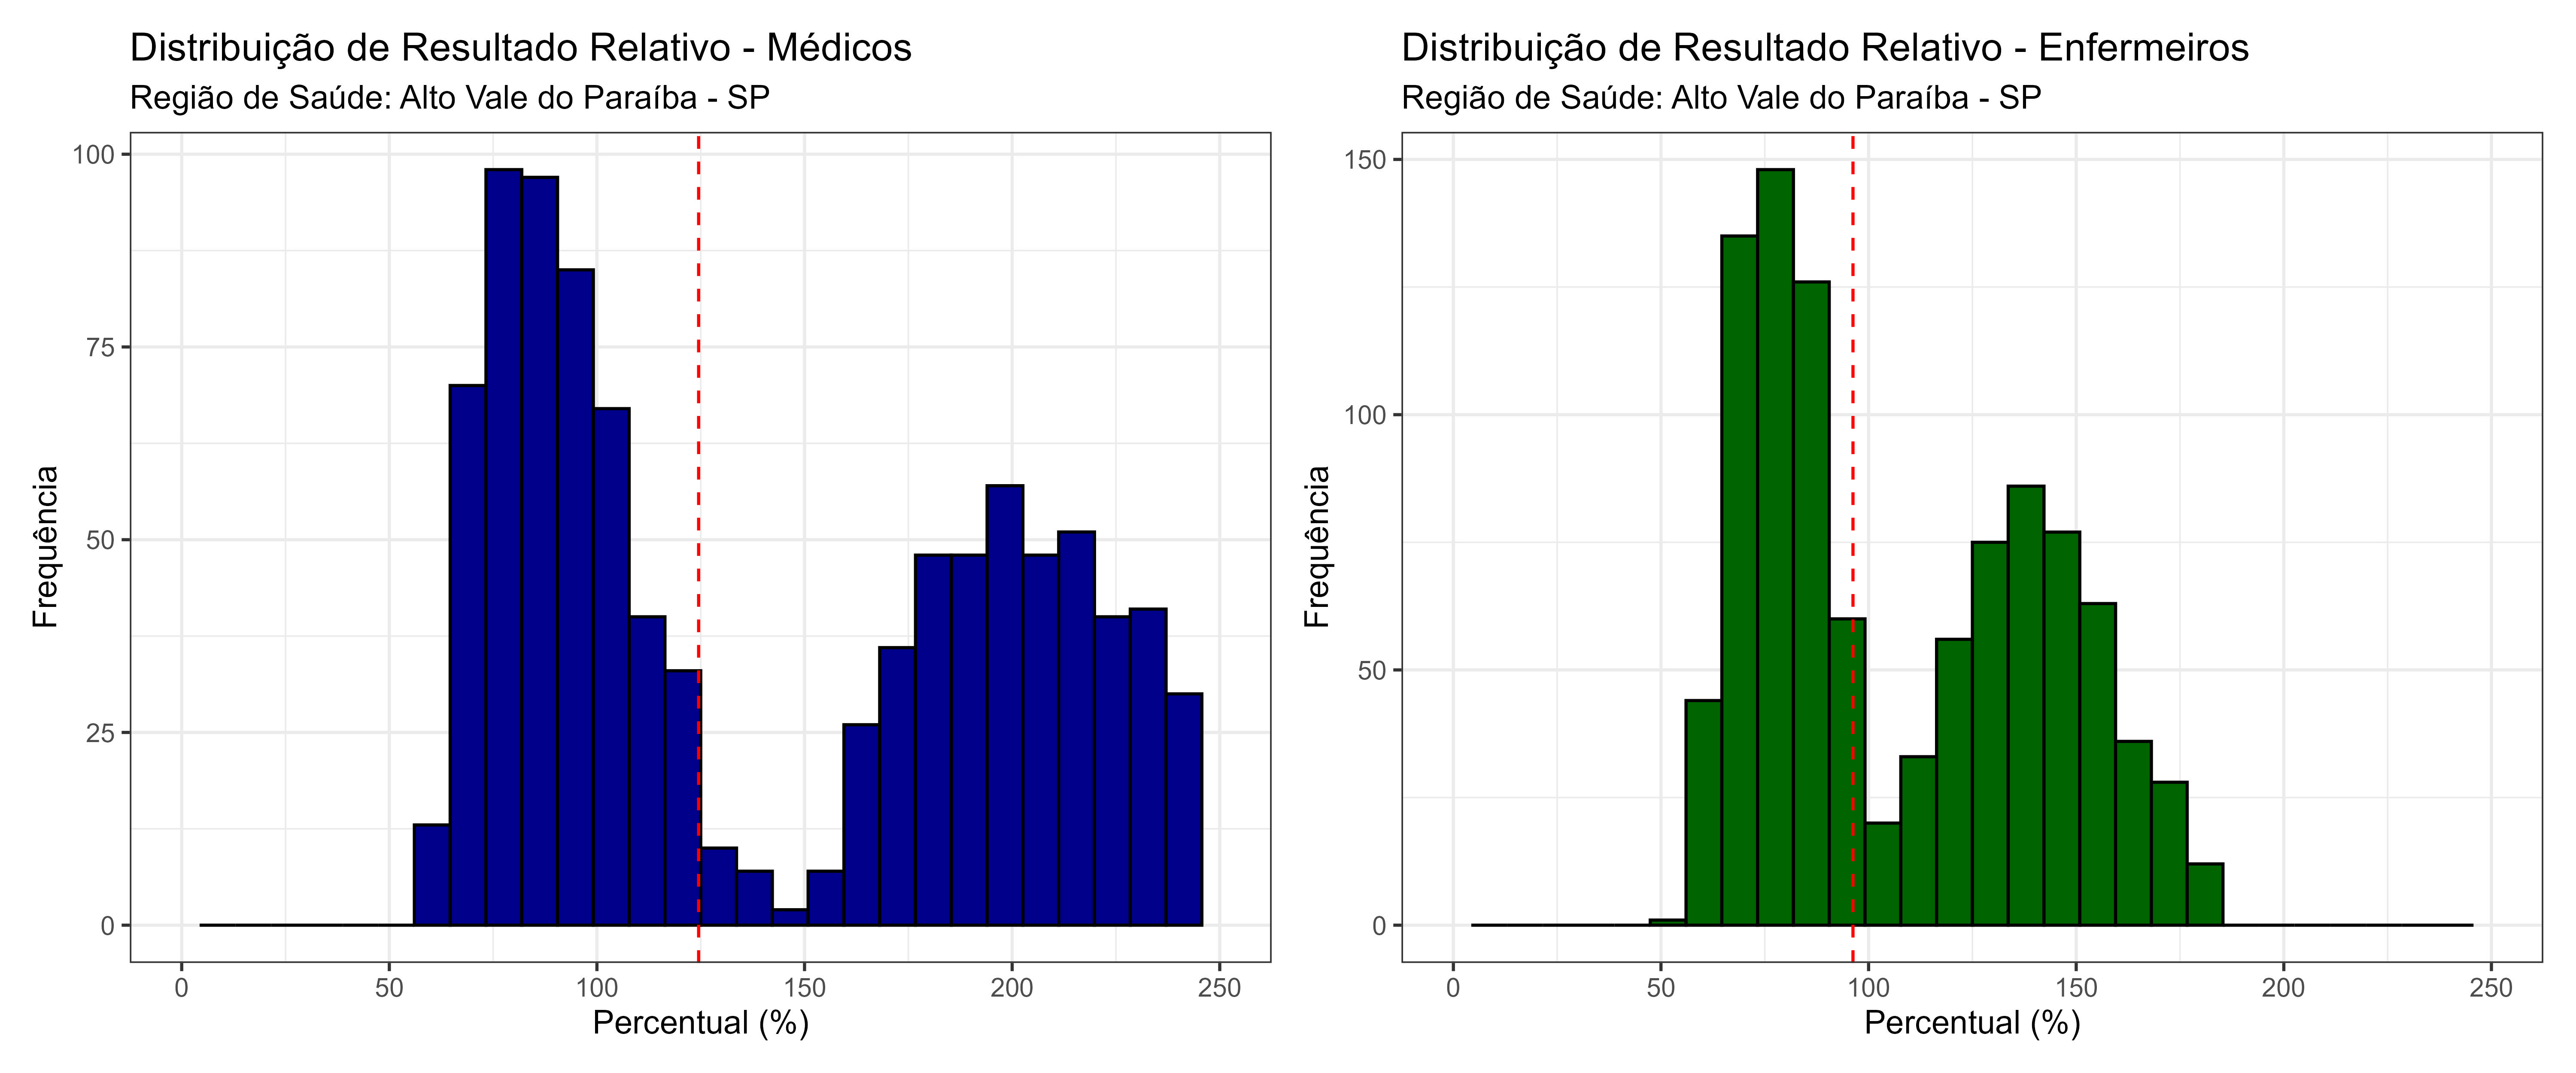 Distribuição de Resultado Relativo - Médicos
Região de Saúde: Alto Vale do Paraíba - SP
100
75
50
25
0
Frequência
0 50 100 150 200 250
Percentual (%)
Distribuição de Resultado Relativo - Enfermeiros
Região de Saúde: Alto Vale do Paraíba - SP
150
100
50
0
Frequência
0 50 100 150 200 250
Percentual (%)